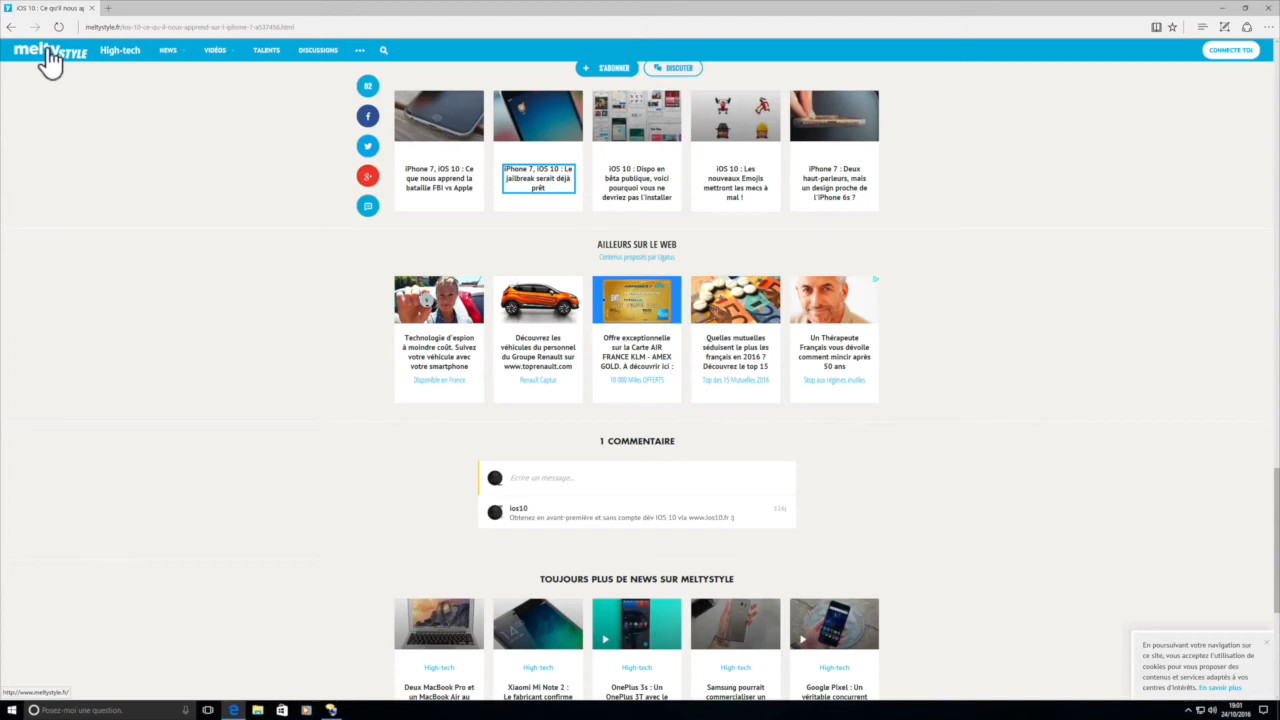 iOS 10 : Ce qu'il nous ap
meltystyle.fr/ios-10-ce-qu-il-nous-apprend-sur-l-iphone-7-a537456.html
melty STYLE High-tech NEWS VIDÉOS TALENTS DISCUSSIONS CONNECTE TOI
+ S'ABONNER DISCUTER
82
iPhone 7, iOS 10 : Ce
que nous apprend la
bataille FBI vs Apple
iPhone 7, iOS 10 : Le
jailbreak serait déjà
prêt
iOS 10 : Dispo en
bêta publique, voici
pourquoi vous ne
devriez pas l'installer
iOS 10 : Les
nouveaux Emojis
mettront les mecs à
mal !
iPhone 7 : Deux
haut-parleurs, mais
un design proche de
l'iPhone 6s ?
AILLEURS SUR LE WEB
Contenus proposés par Ligatus
Technologie d'espion
à moindre coût. Suivez
votre véhicule avec
votre smartphone
Disponible en France
Découvrez les
véhicules du personnel
du Groupe Renault sur
www.toprenault.com
Renault Captur
Offre exceptionnelle
sur la Carte AIR
FRANCE KLM - AMEX
GOLD. A découvrir ici :
10 000 Miles OFFERTS
Quelles mutuelles
séduisent le plus les
français en 2016 ?
Découvrez le top 15
Top des 15 Mutuelles 2016
Un Thérapeute
Français vous dévoile
comment mincir après
50 ans
Stop aux régimes inutiles
1 COMMENTAIRE
Ecrire un message...
ios10
326j
Obtenez en avant-première et sans compte dév IOS 10 via www.ios10.fr :)
TOUJOURS PLUS DE NEWS SUR MELTYSTYLE
High-tech
Deux MacBook Pro et
un MacBook Air au
High-tech
Xiaomi Mi Note 2 :
Le fabricant confirme
High-tech
OnePlus 3s : Un
OnePlus 3T avec le
High-tech
Samsung pourrait
commercialiser un
High-tech
Google Pixel : Un
véritable concurrent
En poursuivant votre navigation sur
ce site, vous acceptez l'utilisation de
cookies pour vous proposer des
contenus et services adaptés à vos
centres d'intérêts. En savoir plus
http://www.meltystyle.fr/
Posez-moi une question.
19:01
24/10/2016